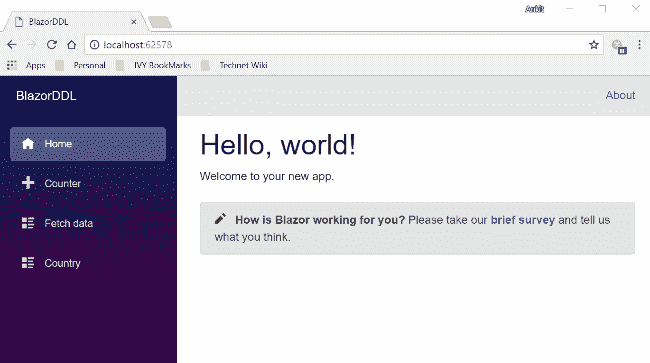 Ankit
BlazorDDL
localhost:62578
Apps Personal IVY BookMarks Technet Wiki
BlazorDDL
About
Home
Counter
Fetch data
Country
Hello, world!
Welcome to your new app.
How is Blazor working for you? Please take our brief survey and tell us
what you think.